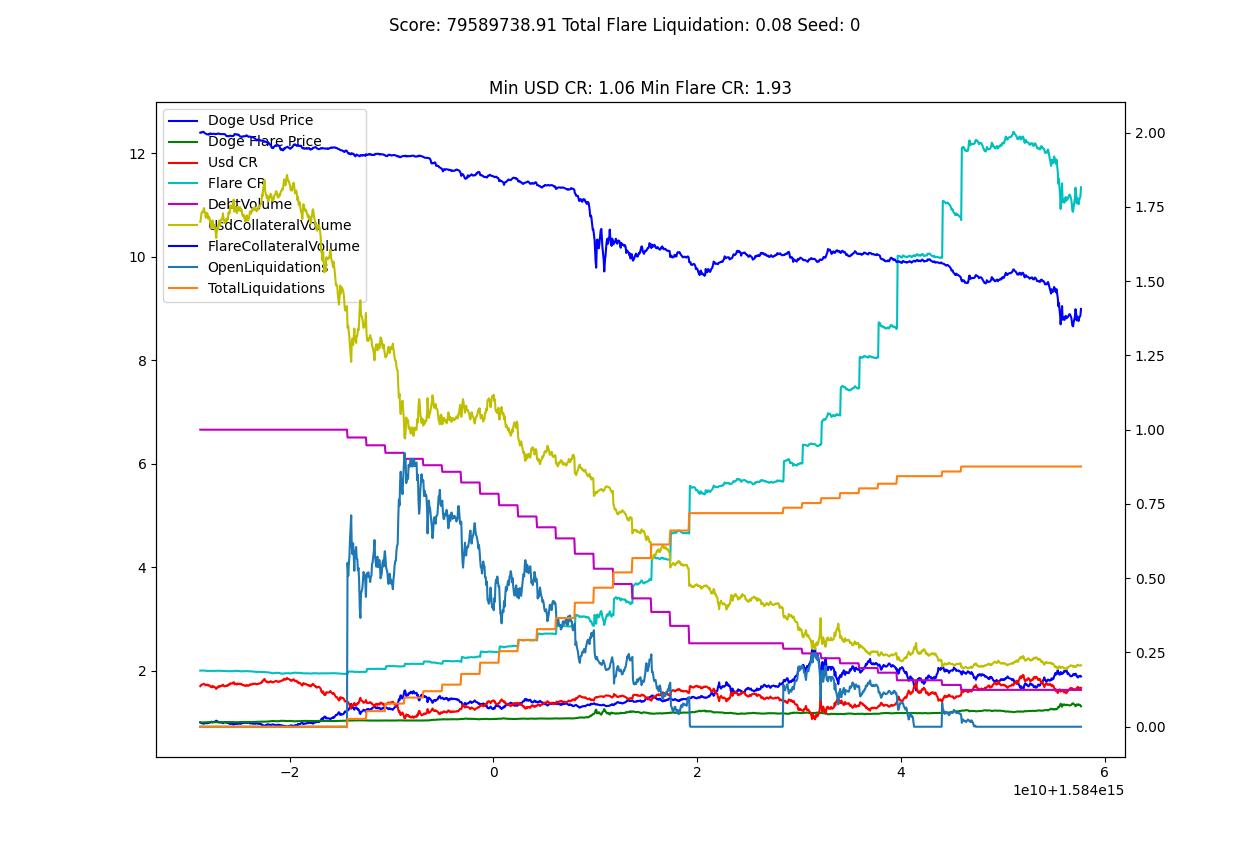 Score: 79589738.91 Total Flare Liquidation: 0.08 Seed: 0
Min USD CR: 1.06 Min Flare CR: 1.93
Doge Usd Price
Doge Flare Price
Usd CR
Flare CR
DebtVolume
UsdCollateralVolume
FlareCollateralVolume
OpenLiquidations
TotalLiquidations
12
10
8
6
4
2
2.00
1.75
1.50
1.25
1.00
0.75
0.50
0.25
0.00
−2 0 2 4 6
1e10+1.584e15